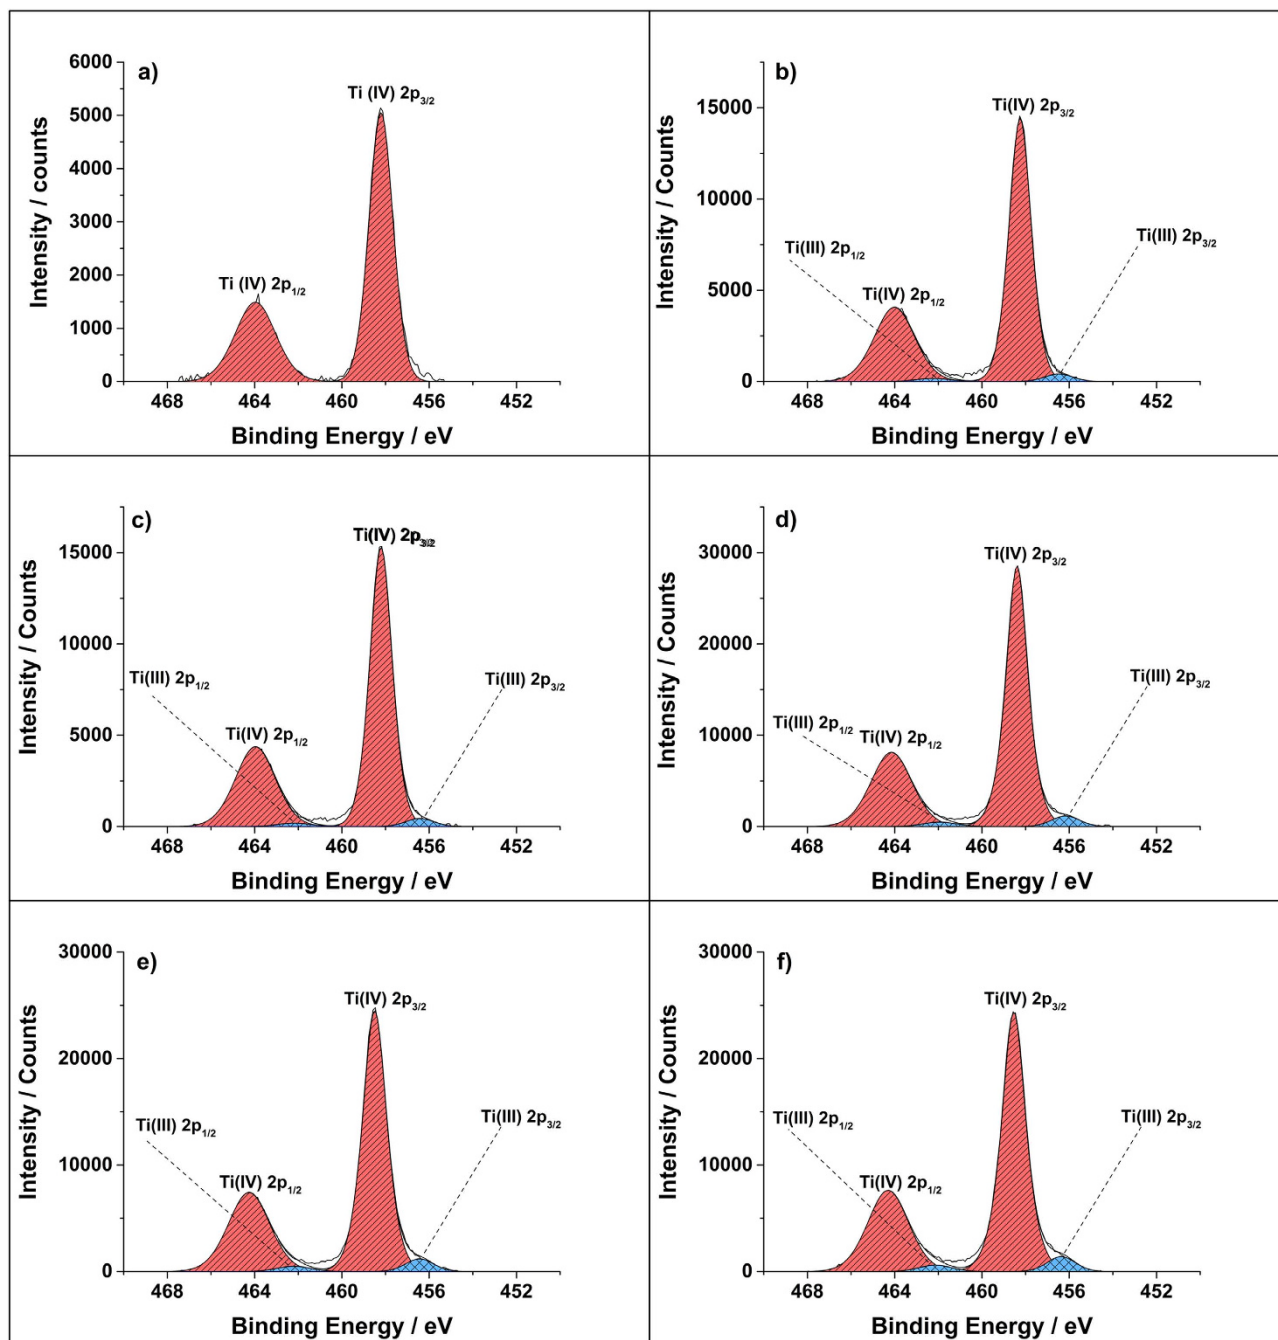 a)
Ti (IV) 2p3/2
Ti (IV) 2p1/2
6000
5000
4000
3000
2000
1000
0
468 464 460 456 452
Intensity / counts
Binding Energy / eV
b)
Ti(IV) 2p3/2
Ti(III) 2p3/2
Ti(III) 2p1/2
Ti(IV) 2p1/2
15000
10000
5000
0
468 464 460 456 452
Intensity / Counts
Binding Energy / eV
c)
Ti(IV) 2p3/2
Ti(III) 2p1/2
Ti(III) 2p3/2
Ti(IV) 2p1/2
15000
10000
5000
0
468 464 460 456 452
Intensity / Counts
Binding Energy / eV
d)
Ti(IV) 2p3/2
Ti(III) 2p3/2
Ti(III) 2p1/2
Ti(IV) 2p1/2
30000
20000
10000
0
468 464 460 456 452
Intensity / Counts
Binding Energy / eV
e)
Ti(IV) 2p3/2
Ti(III) 2p3/2
Ti(III) 2p1/2
Ti(IV) 2p1/2
30000
20000
10000
0
468 464 460 456 452
Intensity / Counts
Binding Energy / eV
f)
Ti(IV) 2p3/2
Ti(III) 2p3/2
Ti(III) 2p1/2
Ti(IV) 2p1/2
30000
20000
10000
0
468 464 460 456 452
Intensity / Counts
Binding Energy / eV